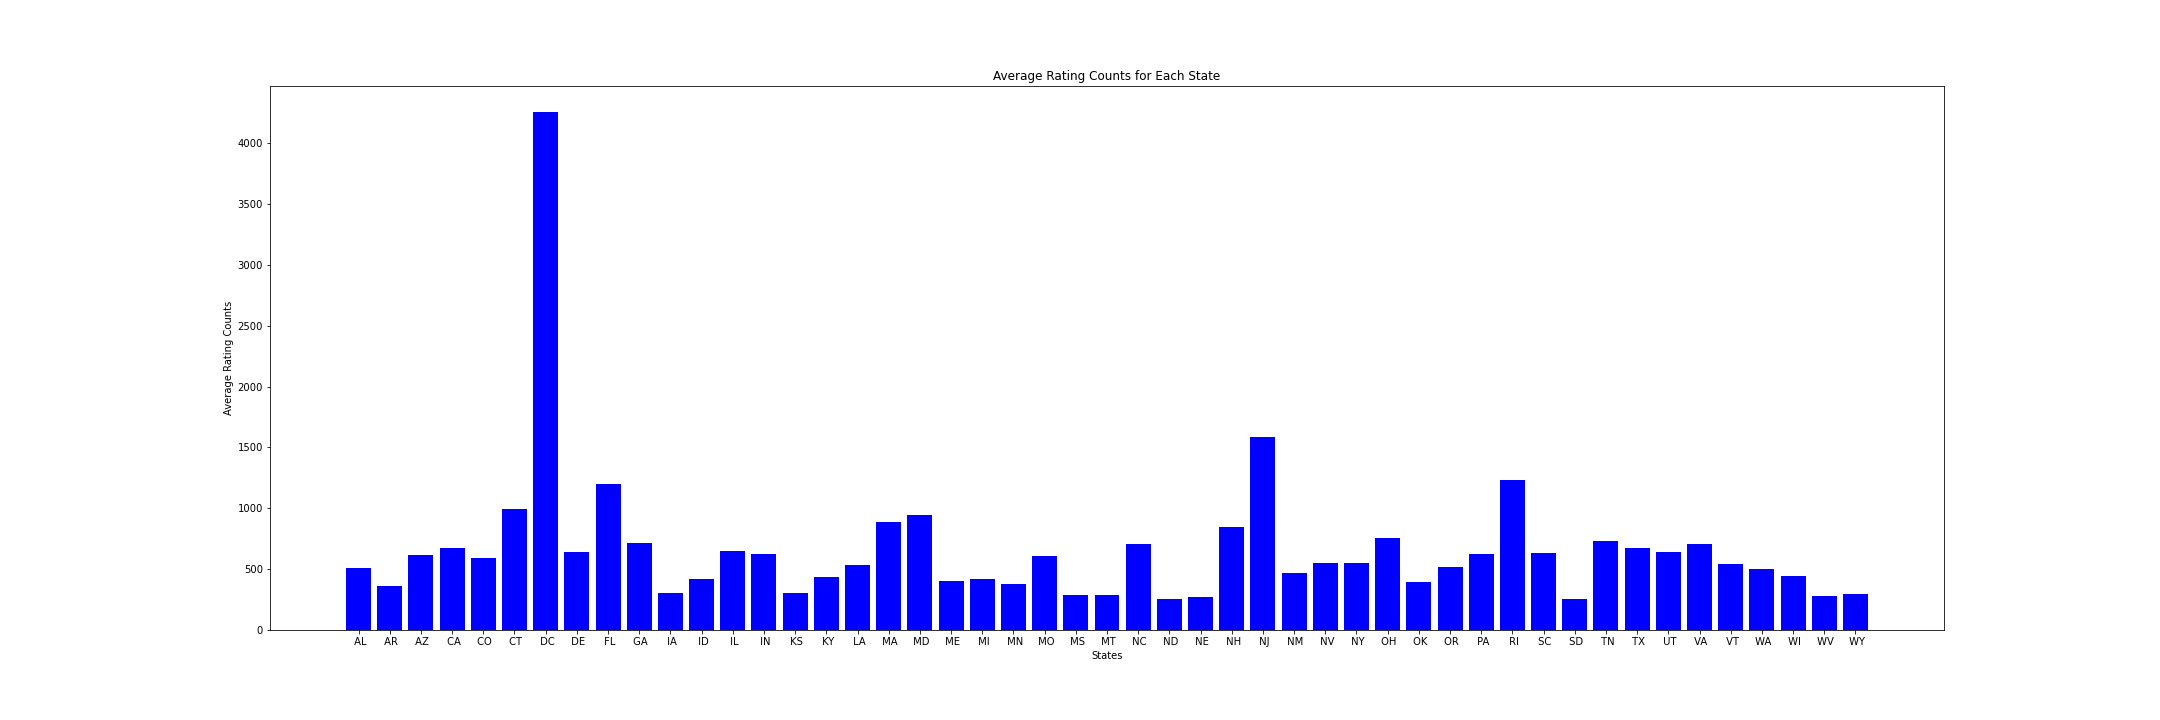 Average Rating Counts for Each State
4000
3500
3000
2500
2000
1500
1000
500
0
Average Rating Counts
AL AR AZ CA CO CT DC DE FL GA IA ID IL IN KS KY LA MA MD ME MI MN MO MS MT NC ND NE NH NJ NM NV NY OH OK OR PA RI SC SD TN TX UT VA VT WA WI WV WY
States